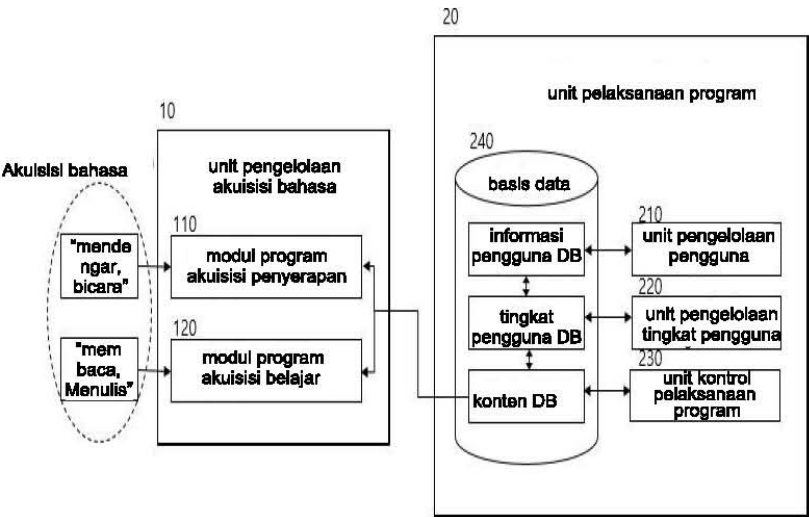 20
unit pelaksanaan program
10
unit pengelolaan
akuisisi bahasa
Akuisisi bahasa
240
basis data
110
modul program
akuisisi penyerapan
"mende
ngar,
bicara"
informasi
pengguna DB
210
unit pengelolaan
pengguna
tingkat
pengguna DB
220
unit pengelolaan
tingkat pengguna
120
modul program
akuisisi belajar
"mem
baca,
Menulis"
konten DB
230
unit kontrol
pelaksanaan
program